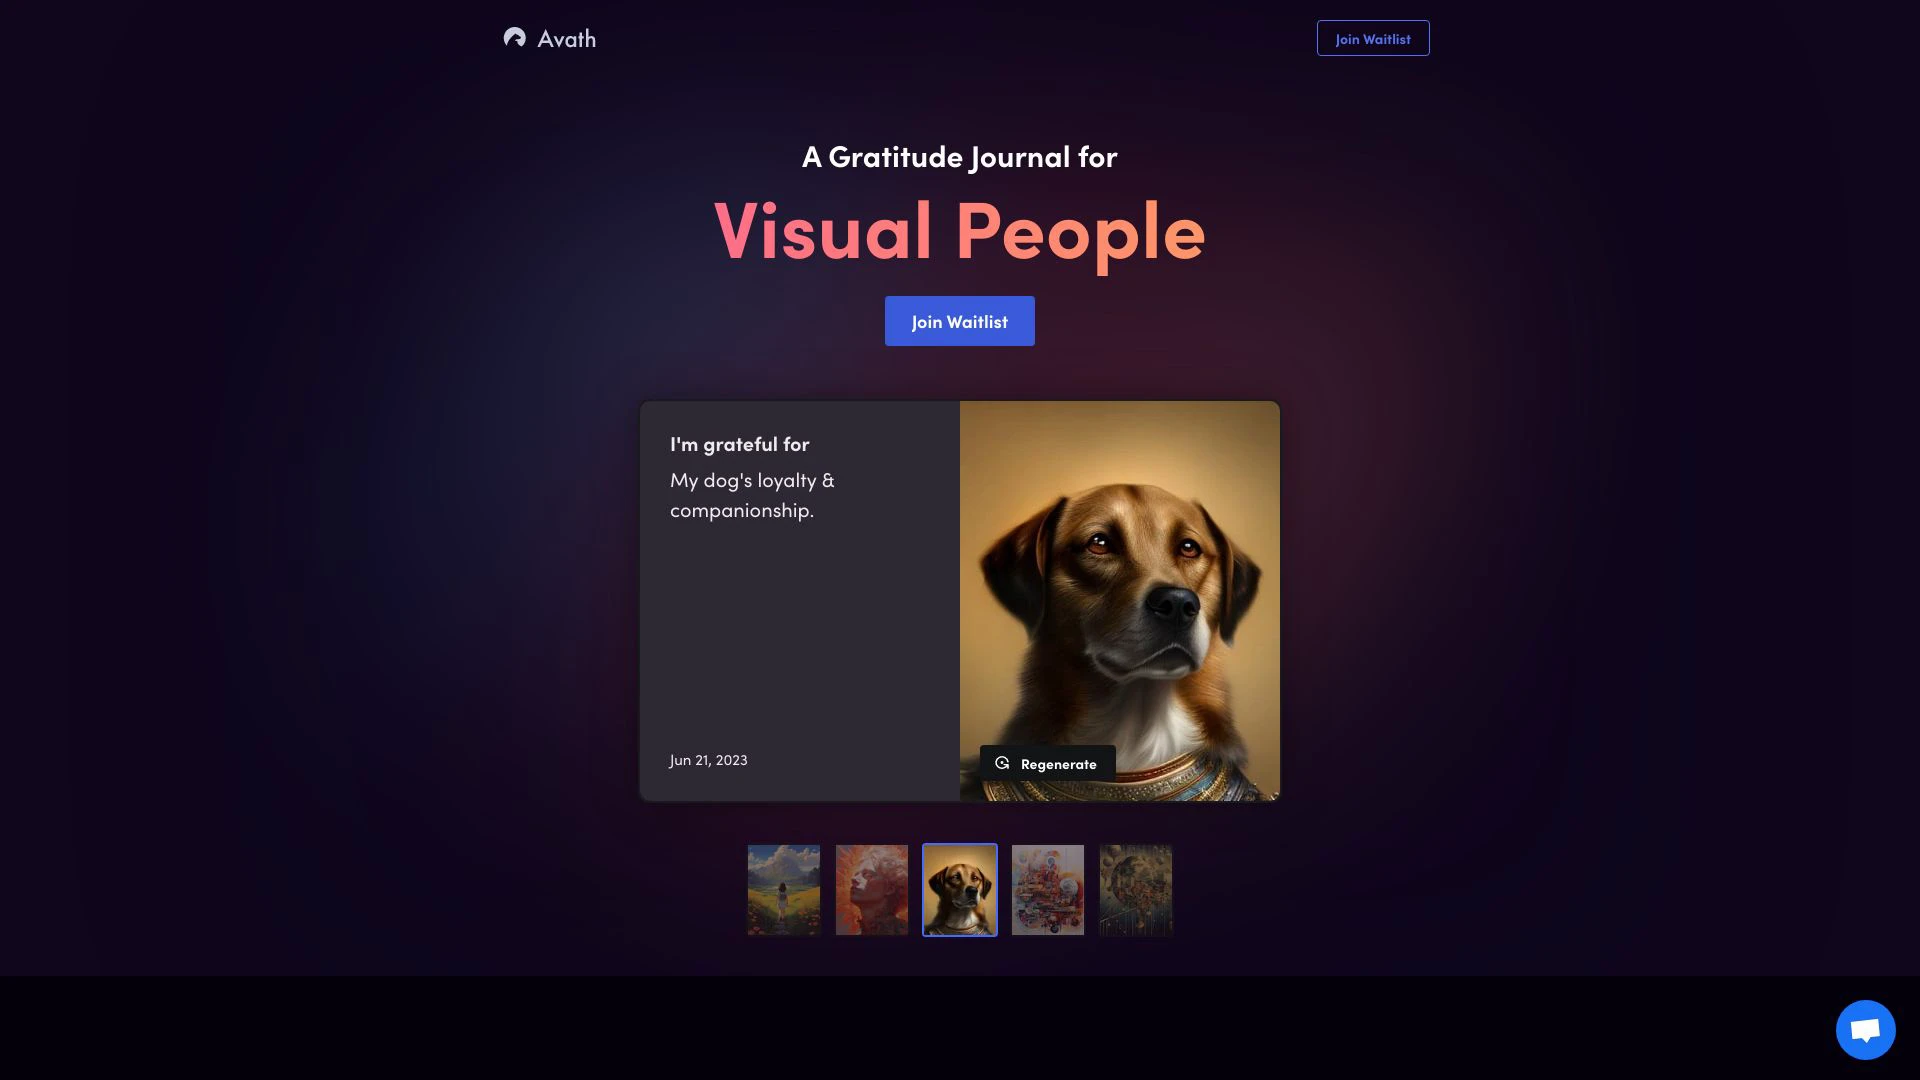 Avath
Join Waitlist
A Gratitude Journal for
Visual People
Join Waitlist
I'm grateful for
My dog's loyalty &
companionship.
Jun 21, 2023
Regenerate